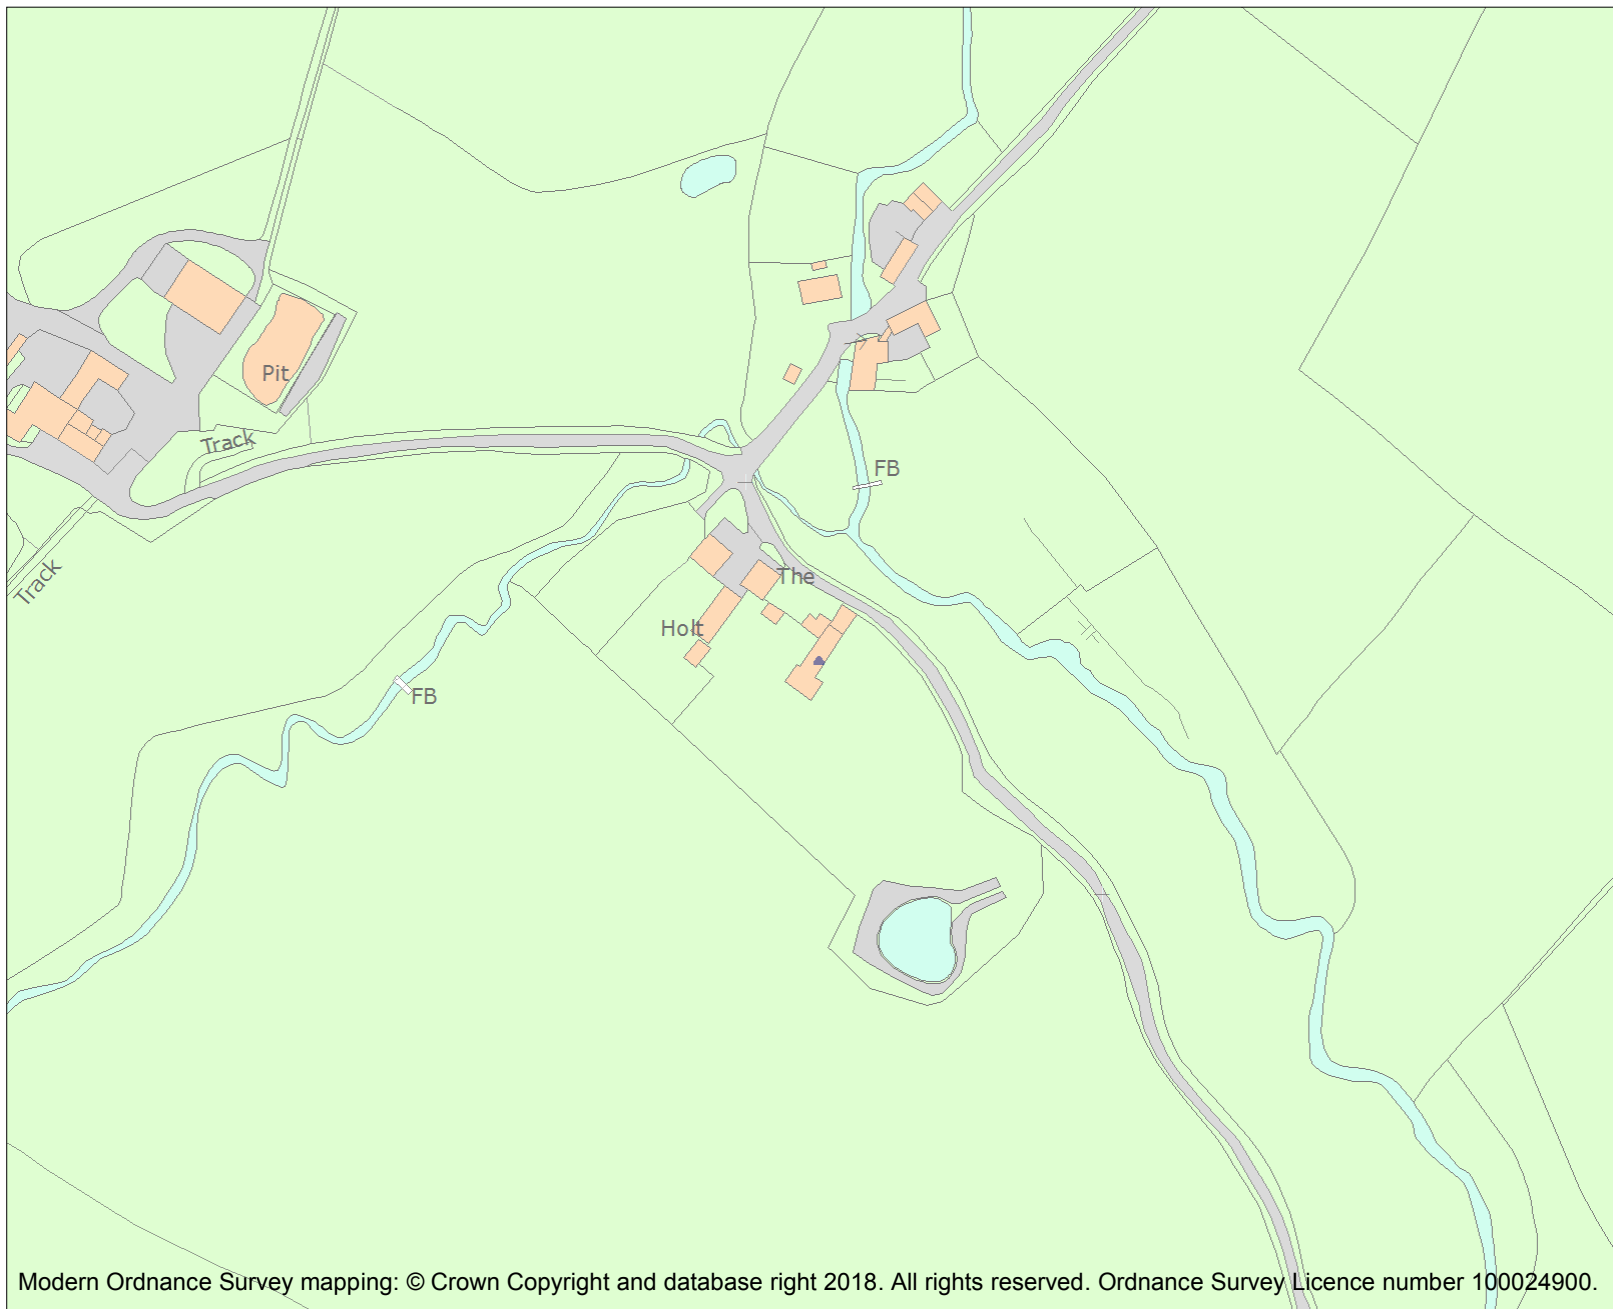 Pit
Track
FB
Track
The
Holt
FB
Modern Ordnance Survey mapping: © Crown Copyright and database right 2018. All rights reserved. Ordnance Survey Licence number 100024900.